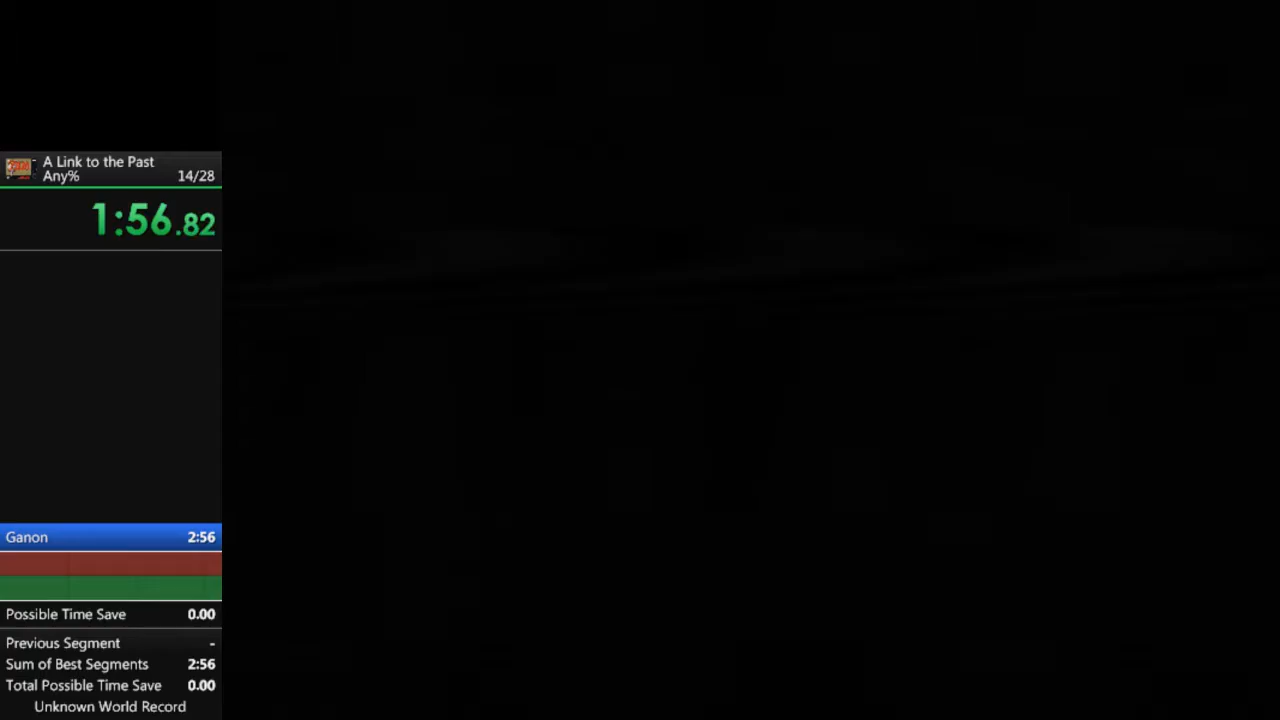 A Link to the Past
Any% 14/28
1:56.82
Ganon 2:56
Possible Time Save 0.00
Previous Segment -
Sum of Best Segments 2:56
Total Possible Time Save 0.00
Unknown World Record